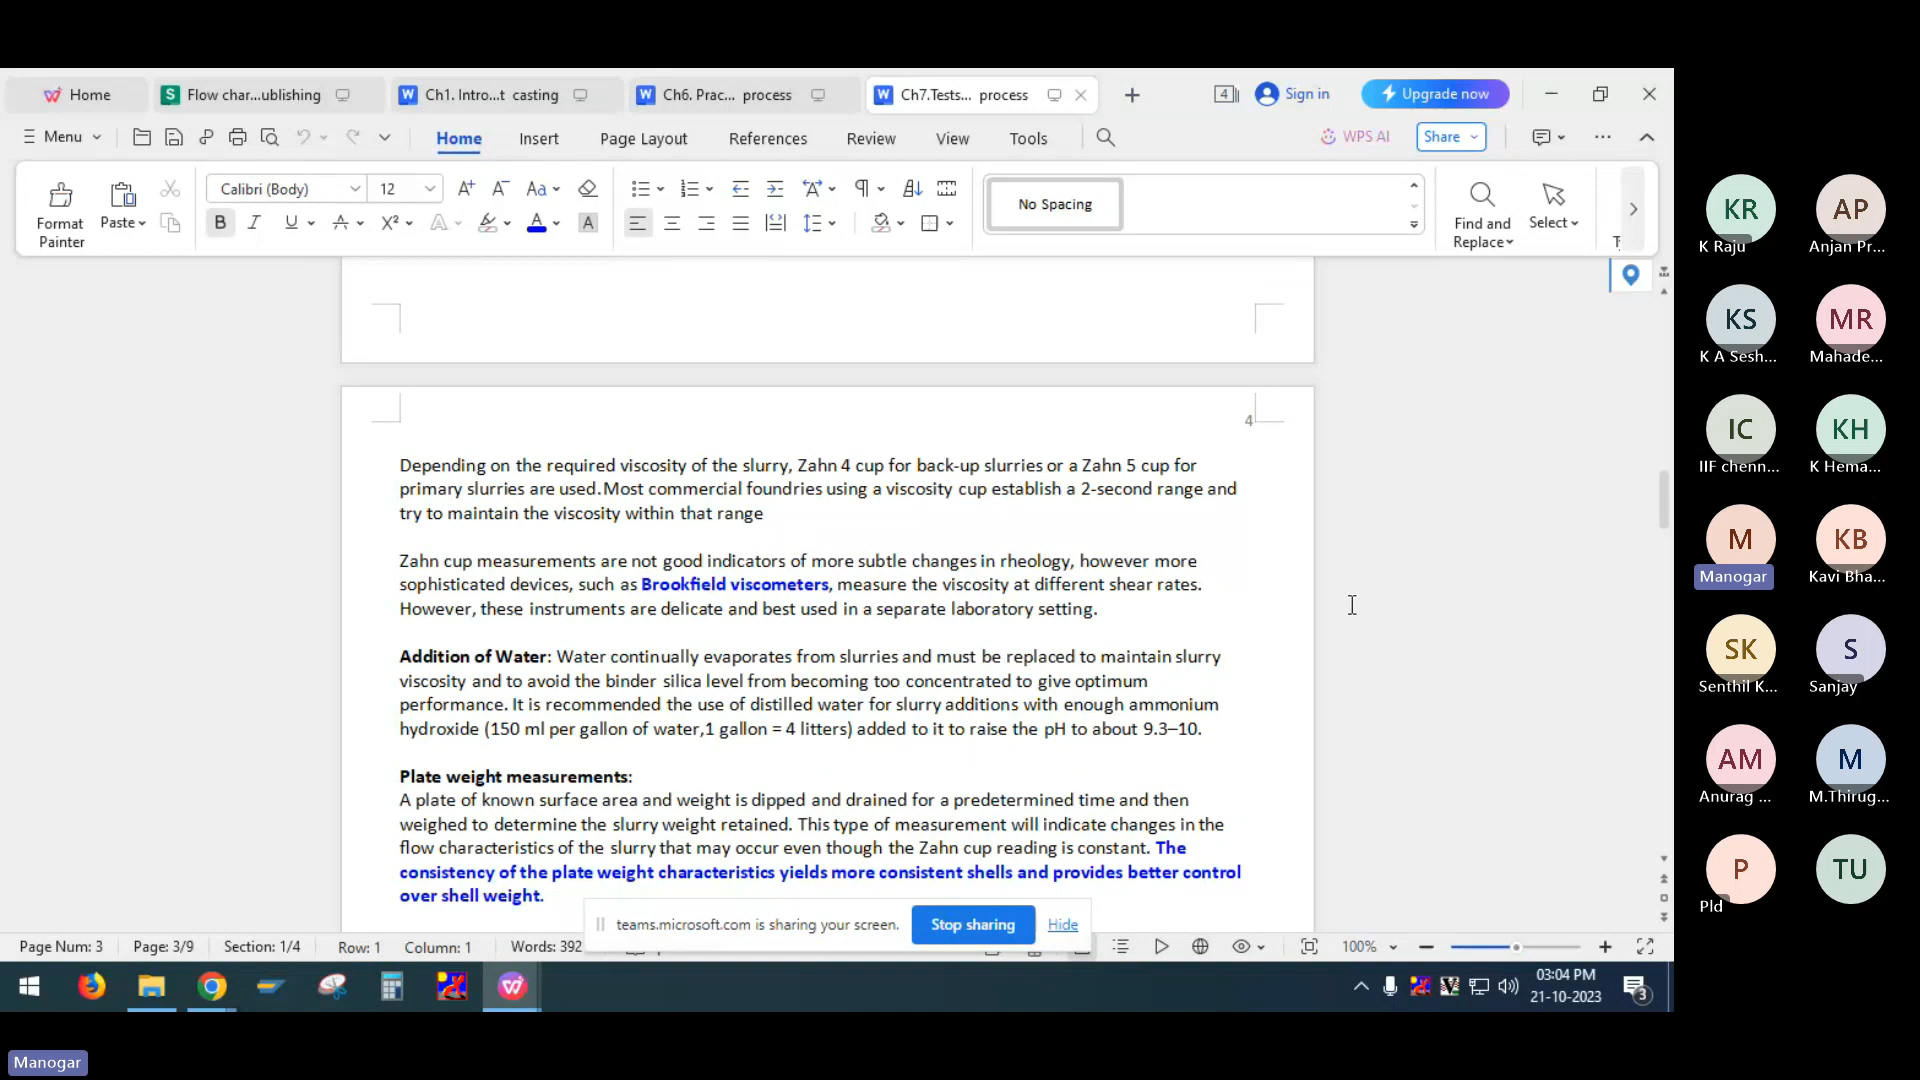 Home
Flow char...ublishing
Ch1. Intro...t casting
Ch6. Prac... process
Ch7.Tests... process
Sign in
Upgrade now
Menu
Home
Insert
Page Layout
References
Review
View
Tools
WPS AI
Share
Format Painter
Paste
Calibri (Body)
12
No Spacing
Find and Replace
Select
4
Depending on the required viscosity of the slurry, Zahn 4 cup for back-up slurries or a Zahn 5 cup for
primary slurries are used.Most commercial foundries using a viscosity cup establish a 2-second range and
try to maintain the viscosity within that range
Zahn cup measurements are not good indicators of more subtle changes in rheology, however more
sophisticated devices, such as Brookfield viscometers, measure the viscosity at different shear rates.
However, these instruments are delicate and best used in a separate laboratory setting.
Addition of Water: Water continually evaporates from slurries and must be replaced to maintain slurry
viscosity and to avoid the binder silica level from becoming too concentrated to give optimum
performance. It is recommended the use of distilled water for slurry additions with enough ammonium
hydroxide (150 ml per gallon of water,1 gallon = 4 litters) added to it to raise the pH to about 9.3–10.
Plate weight measurements:
A plate of known surface area and weight is dipped and drained for a predetermined time and then
weighed to determine the slurry weight retained. This type of measurement will indicate changes in the
flow characteristics of the slurry that may occur even though the Zahn cup reading is constant. The
consistency of the plate weight characteristics yields more consistent shells and provides better control
over shell weight.
teams.microsoft.com is sharing your screen.
Stop sharing
Hide
Page Num: 3
Page: 3/9
Section: 1/4
Row: 1
Column: 1
Words: 392
100%
03:04 PM
21-10-2023
3
KR
K Raju
AP
Anjan Pr...
KS
K A Sesh...
MR
Mahade...
IC
IIF chenn...
KH
K Hema...
M
Manogar
KB
Kavi Bha...
SK
Senthil K...
S
Sanjay
AM
Anurag ...
M
M.Thirug...
P
Pld
TU
Manogar